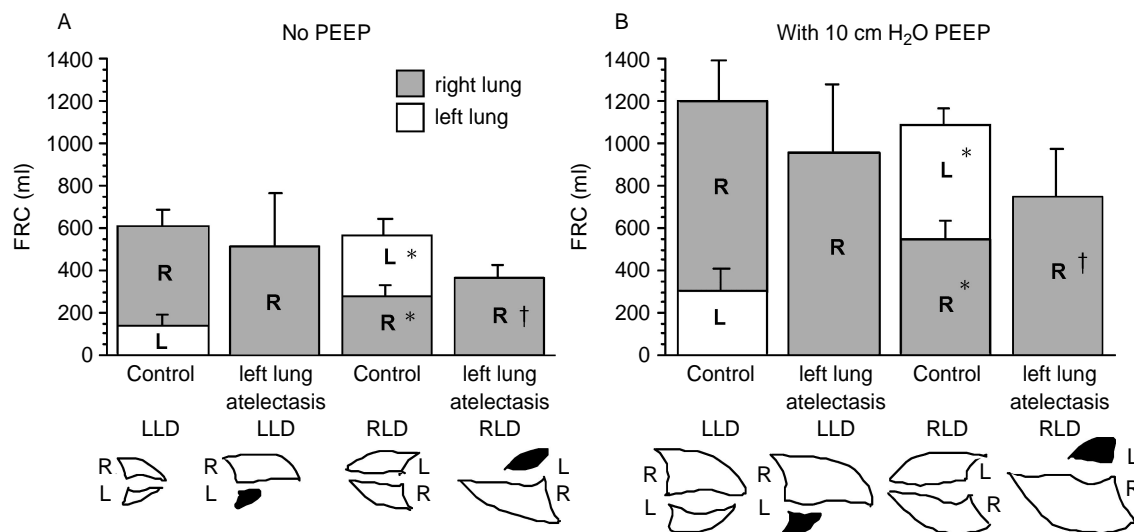 A
No PEEP
1400
1200
1000
800
600
400
200
0
FRC (ml)
right lung
left lung
R
L
R
L *
R *
R †
Control
left lung
atelectasis
Control
left lung
atelectasis
LLD
LLD
RLD
RLD
R
L
R
L
L
R
L
R
B
With 10 cm H₂O PEEP
1400
1200
1000
800
600
400
200
0
FRC (ml)
R
L
R
L *
R *
R †
Control
left lung
atelectasis
Control
left lung
atelectasis
LLD
LLD
RLD
RLD
R
L
R
L
L
R
L
R